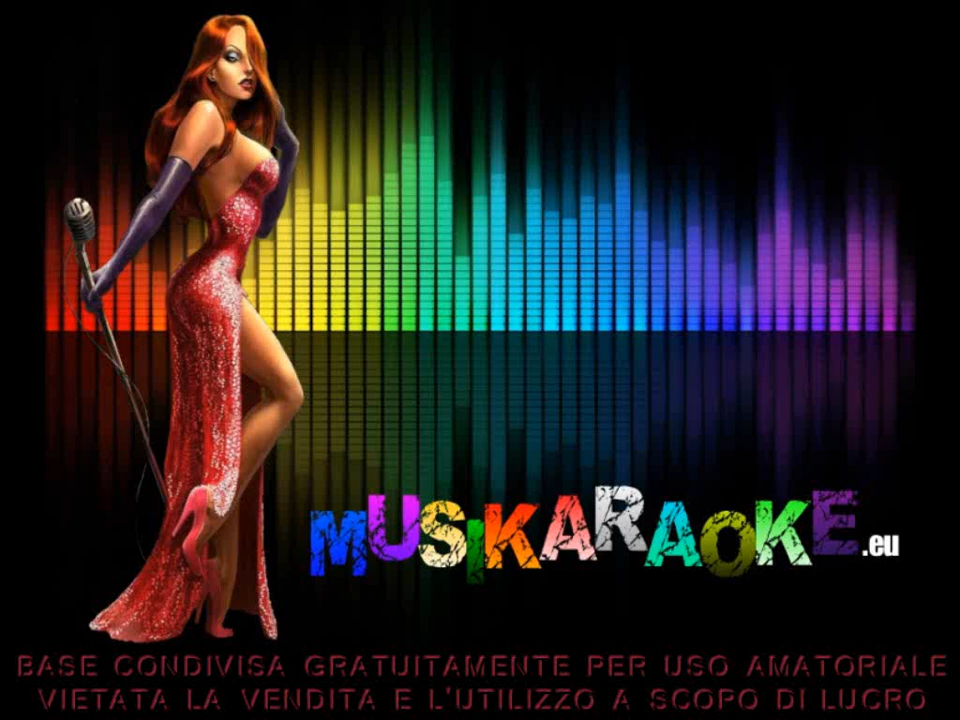 MUSIKARAOKE.eu
BASE CONDIVISA GRATUITAMENTE PER USO AMATORIALE
VIETATA LA VENDITA E L'UTILIZZO A SCOPO DI LUCRO